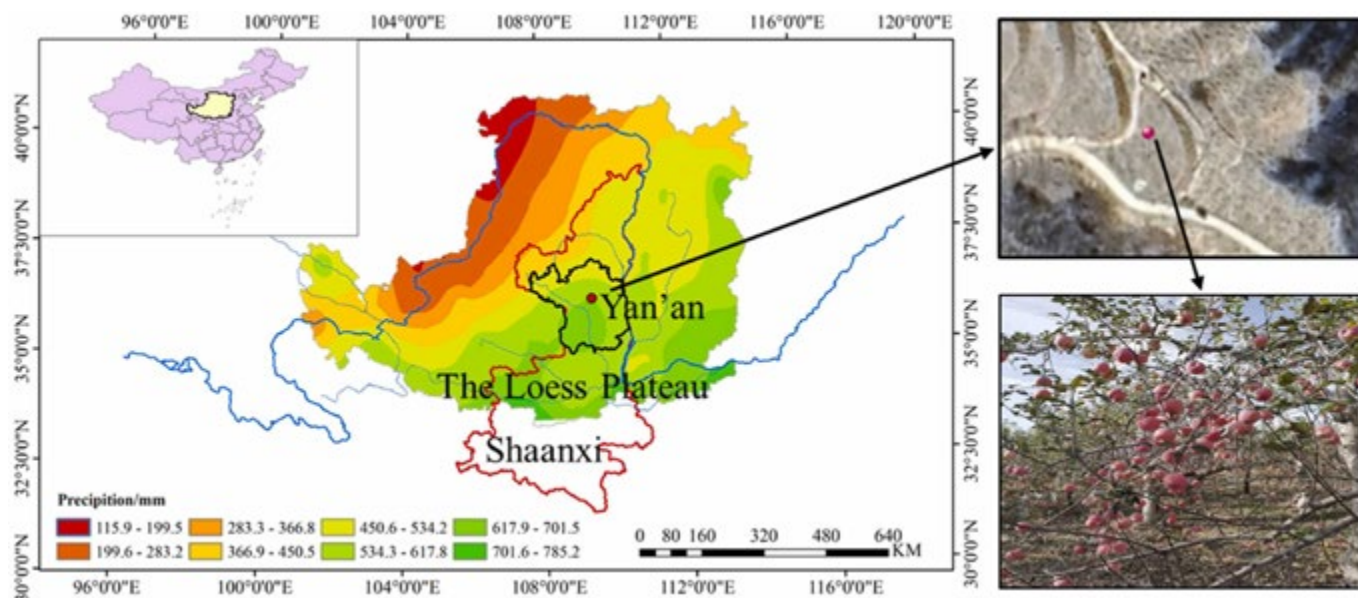 96°0'0"E 100°0'0"E 104°0'0"E 108°0'0"E 112°0'0"E 116°0'0"E 120°0'0"E
40°0'0"N
37°30'0"N
35°0'0"N
32°30'0"N
30°0'0"N
40°0'0"N
37°30'0"N
35°0'0"N
32°30'0"N
30°0'0"N
Yan'an
The Loess Plateau
Shaanxi
Precipition/mm
115.9 - 199.5 283.3 - 366.8 450.6 - 534.2 617.9 - 701.5
199.6 - 283.2 366.9 - 450.5 534.3 - 617.8 701.6 - 785.2
0 80 160 320 480 640
KM
96°0'0"E 100°0'0"E 104°0'0"E 108°0'0"E 112°0'0"E 116°0'0"E